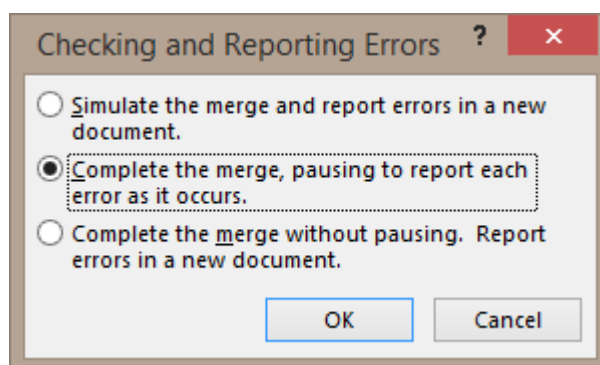 Checking and Reporting Errors ? ×
Simulate the merge and report errors in a new
document.
Complete the merge, pausing to report each
error as it occurs.
Complete the merge without pausing.  Report
errors in a new document.
OK Cancel